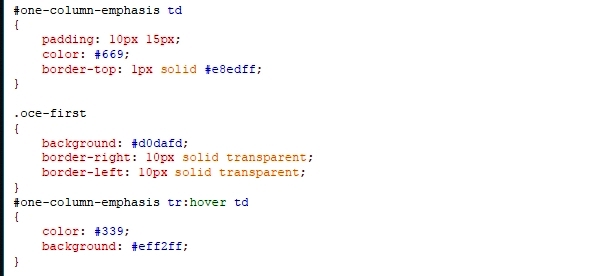 #one-column-emphasis td
{
    padding: 10px 15px;
    color: #669;
    border-top: 1px solid #e8edff;
}

.oce-first
{
    background: #d0dafd;
    border-right: 10px solid transparent;
    border-left: 10px solid transparent;
}
#one-column-emphasis tr:hover td
{
    color: #339;
    background: #eff2ff;
}